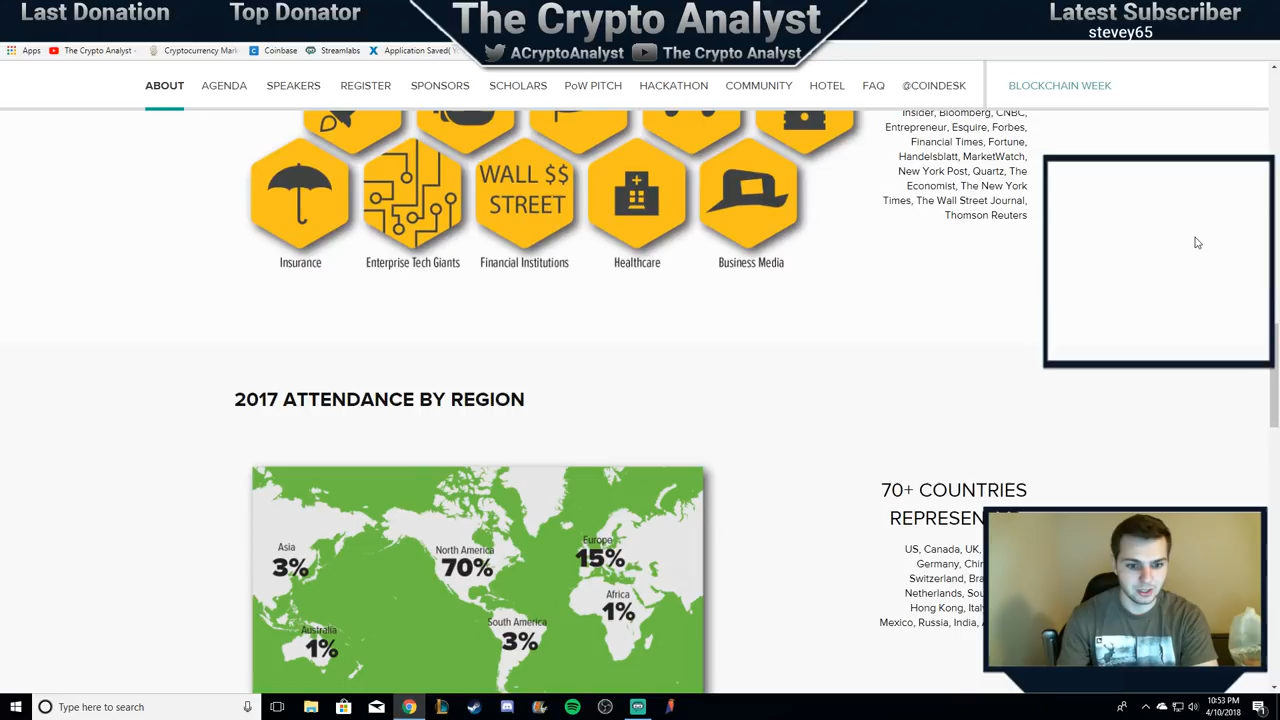 Last Donation
Top Donator
The Crypto Analyst
Latest Subscriber
stevey65
ACryptoAnalyst
The Crypto Analyst
Apps
The Crypto Analyst -
Cryptocurrency Mark
Coinbase
Streamlabs
Application Saved
ABOUT
AGENDA
SPEAKERS
REGISTER
SPONSORS
SCHOLARS
PoW PITCH
HACKATHON
COMMUNITY
HOTEL
FAQ
@COINDESK
BLOCKCHAIN WEEK
Insider, Bloomberg, CNBC,
Entrepreneur, Esquire, Forbes,
Financial Times, Fortune,
Handelsblatt, MarketWatch,
New York Post, Quartz, The
Economist, The New York
Times, The Wall Street Journal,
Thomson Reuters
WALL $$
STREET
Insurance
Enterprise Tech Giants
Financial Institutions
Healthcare
Business Media
2017 ATTENDANCE BY REGION
70+ COUNTRIES
REPRESEN
US, Canada, UK,
Germany, Chin
Switzerland, Bra
Netherlands, Sou
Hong Kong, Ital
Mexico, Russia, India,
Asia
3%
North America
70%
Europe
15%
Africa
1%
South America
3%
Australia
1%
Type here to search
10:53 PM
4/10/2018